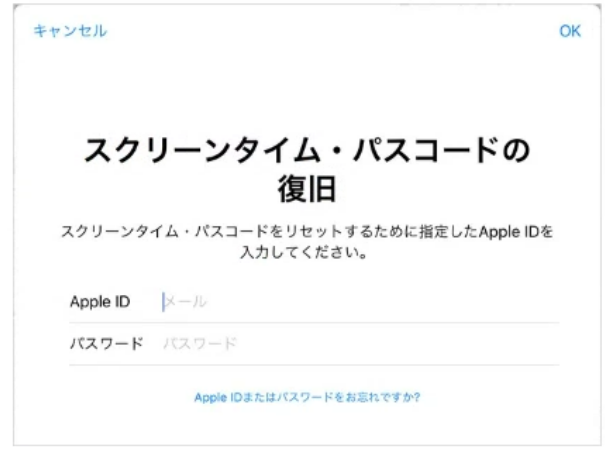 キャンセル OK
スクリーンタイム・パスコードの
復旧
スクリーンタイム・パスコードをリセットするために指定したApple IDを
入力してください。
Apple ID メール
パスワード パスワード
Apple IDまたはパスワードをお忘れですか?